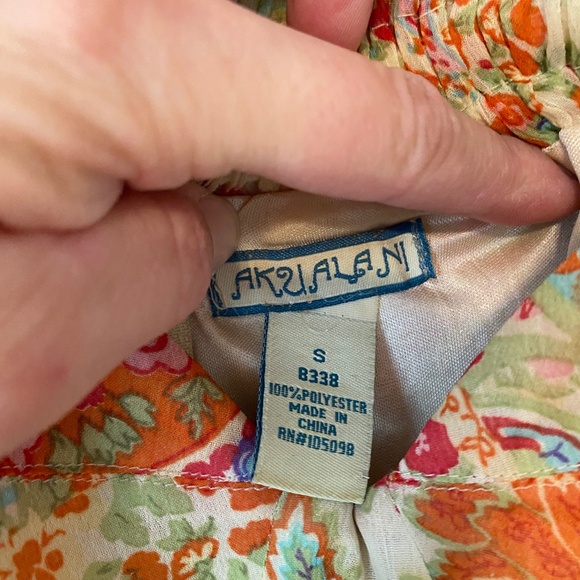 AKUALANI
S
8338
100%POLYESTER
MADE IN
CHINA
RN#105098